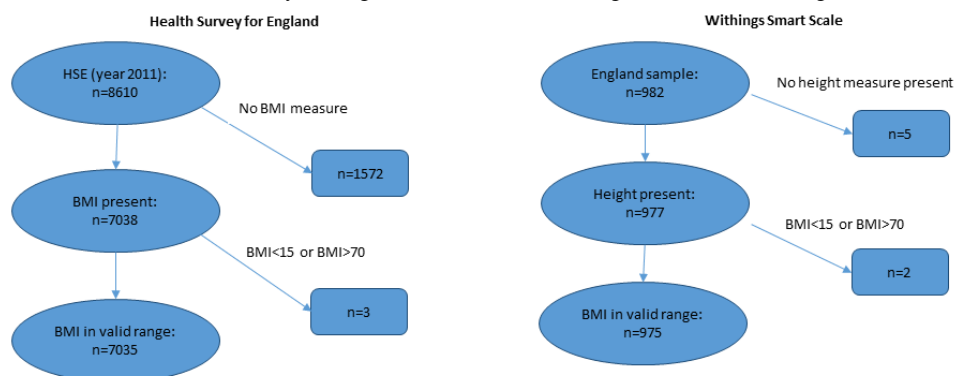 Health Survey for England
HSE (year 2011):
n=8610
No BMI measure
n=1572
BMI present:
n=7038
BMI<15 or BMI>70
n=3
BMI in valid range:
n=7035
Withings Smart Scale
England sample:
n=982
No height measure present
n=5
Height present:
n=977
BMI<15 or BMI>70
n=2
BMI in valid range:
n=975